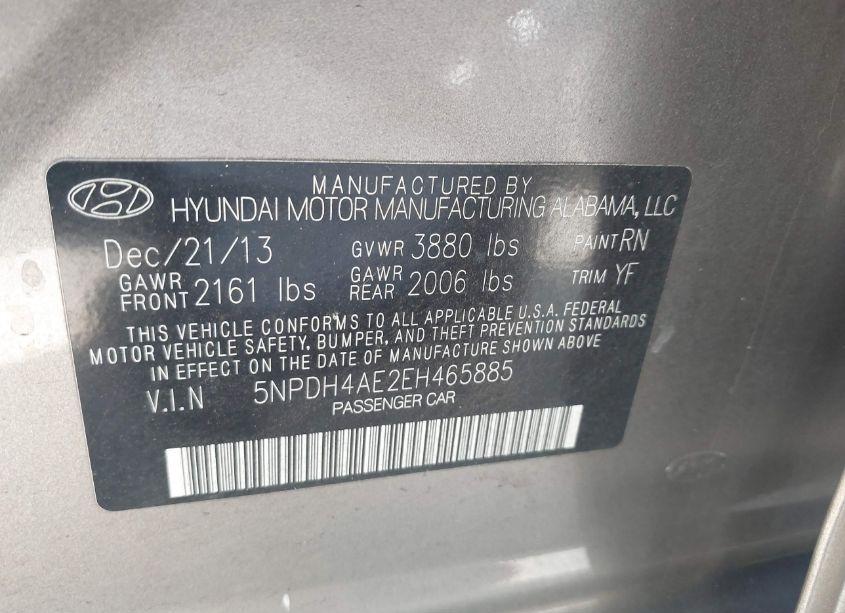 MANUFACTURED BY
HYUNDAI MOTOR MANUFACTURING ALABAMA, LLC
Dec/21/13 GVWR 3880 lbs PAINT RN
GAWR FRONT 2161 lbs GAWR REAR 2006 lbs TRIM YF
THIS VEHICLE CONFORMS TO ALL APPLICABLE U.S.A. FEDERAL
MOTOR VEHICLE SAFETY, BUMPER, AND THEFT PREVENTION STANDARDS
IN EFFECT ON THE DATE OF MANUFACTURE SHOWN ABOVE
V.I.N 5NPDH4AE2EH465885
PASSENGER CAR